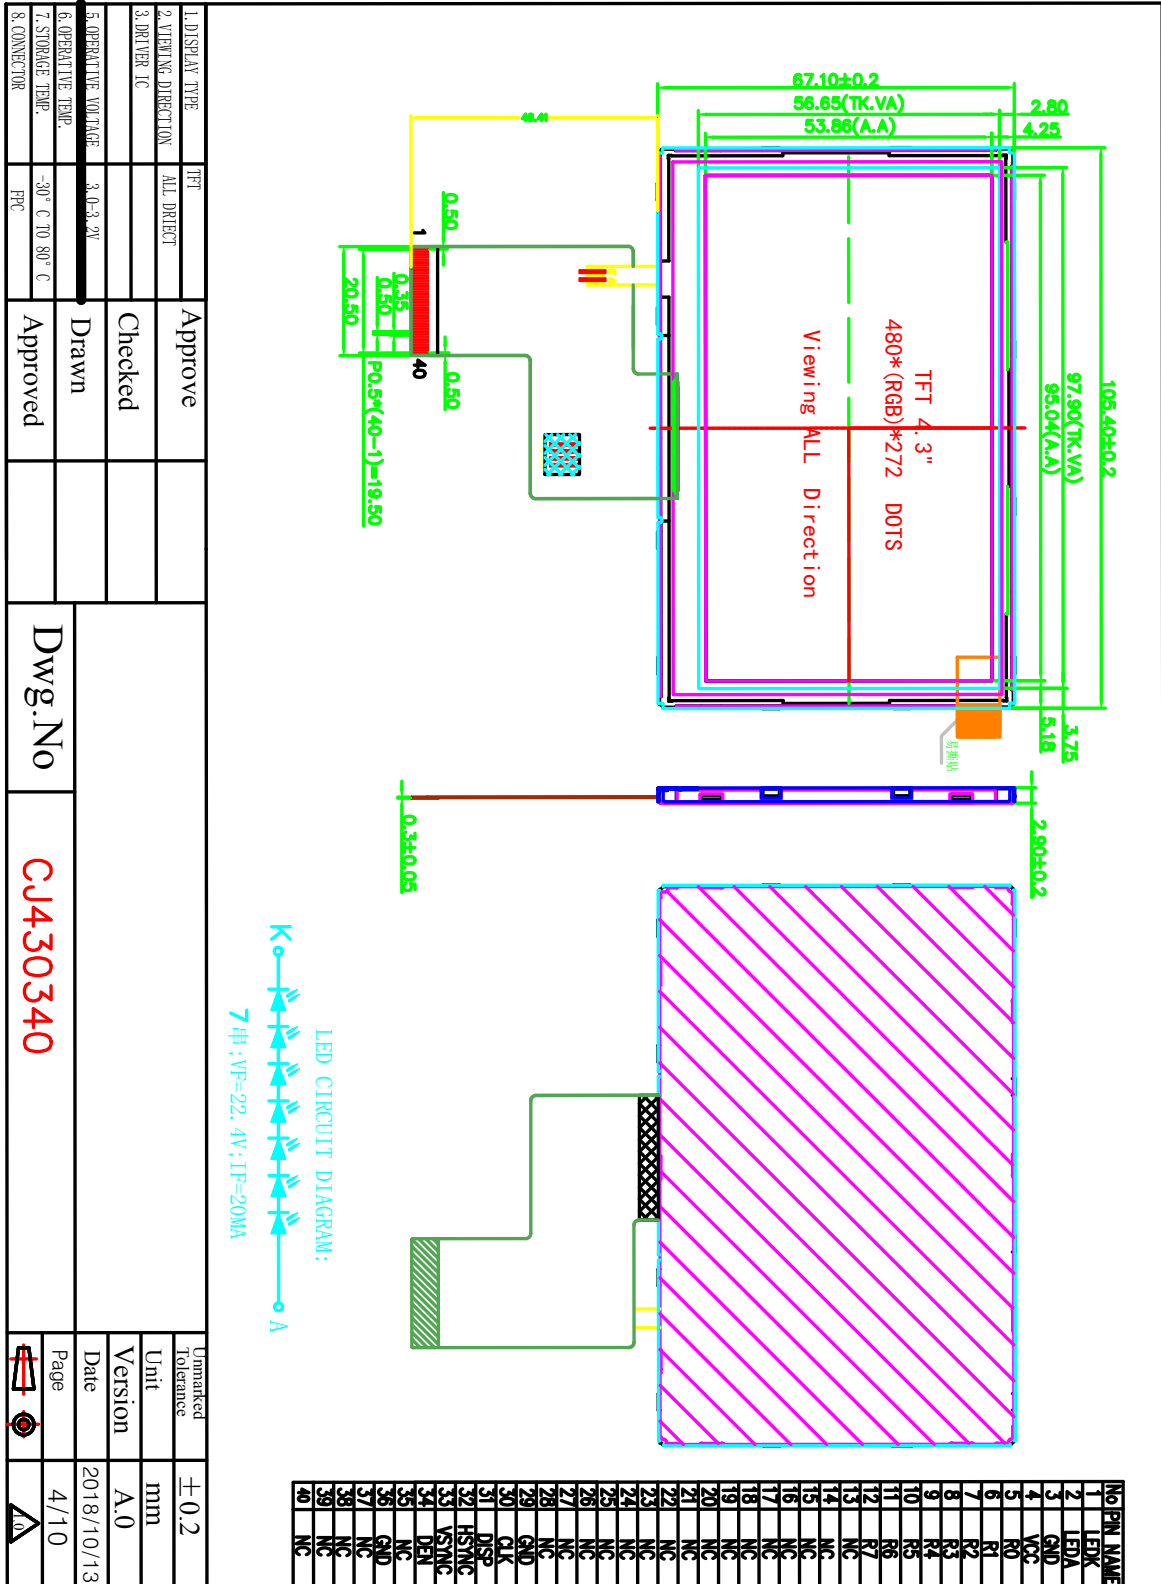 105.40±0.2
97.90(TK.VA)
95.04(A.A)
3.75
5.18
67.10±0.2
56.65(TK.VA)
53.86(A.A)
2.80
4.25
TFT 4.3"
480*(RGB)*272 DOTS
Viewing ALL Direction
易撕贴
0.50
1
40
0.50
0.35
0.50
20.50
P0.5*(40-1)=19.50
2.90±0.2
0.3±0.05
LED CIRCUIT DIAGRAM:
K
A
7串;VF=22.4V;IF=20MA
No PIN NAME
1 LEDK
2 LEDA
3 GND
4 VCC
5 R0
6 R1
7 R2
8 R3
9 R4
10 R5
11 R6
12 R7
13 NC
14 NC
15 NC
16 NC
17 NC
18 NC
19 NC
20 NC
21 NC
22 NC
23 NC
24 NC
25 NC
26 NC
27 NC
28 NC
29 GND
30 CLK
31 DISP
32 HSYNC
33 VSYNC
34 DEN
35 NC
36 GND
37 NC
38 NC
39 NC
40 NC
1.DISPLAY TYPE TFT
2.VIEWING DIRECTION ALL DRIECT
3.DRIVER IC
5.OPERATIVE VOLTAGE 3.0-3.2V
6.OPERATIVE TEMP.
7.STORAGE TEMP. -30° C TO 80° C
8.CONNECTOR FPC
Approve
Checked
Drawn
Approved
Dwg.No
CJ430340
Unmarked Tolerance ±0.2
Unit mm
Version A.0
Date 2018/10/13
Page 4/10